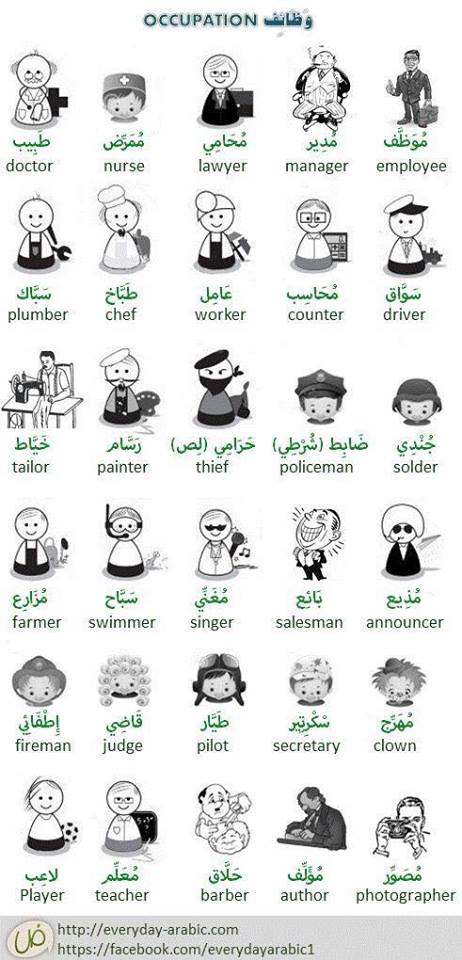 وَظَائِف OCCUPATION
طَبِيب مُمَرِّض مُحَامِي مُدِير مُوَظَّف
doctor nurse lawyer manager employee
سَبَّاك طَبَّاخ عَامِل مُحَاسِب سَوَّاق
plumber chef worker counter driver
خَيَّاط رَسَّام حَرَامِي (لِص) ضَابِط (شُرْطِي) جُنْدِي
tailor painter thief policeman solder
مُزَارِع سَبَّاح مُغَنِّي بَائِع مُذِيع
farmer swimmer singer salesman announcer
إِطْفَائِي قَاضِي طَيَّار سْكْرِتِير مُهَرِّج
fireman judge pilot secretary clown
لاعِب مُعَلِّم حَلَّاق مُؤَلِّف مُصَوِّر
Player teacher barber author photographer
ض http://everyday-arabic.com
https://facebook.com/everydayarabic1